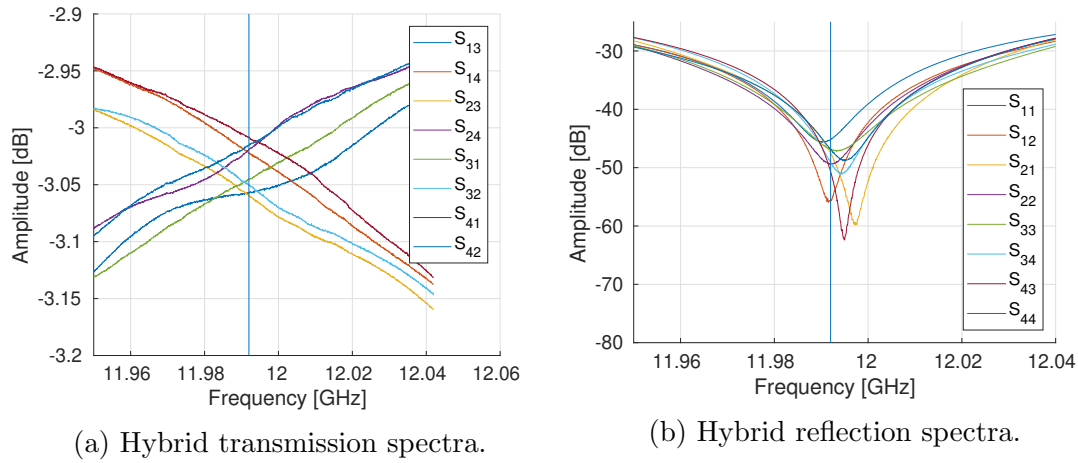 -2.9
-2.95
-3
-3.05
-3.1
-3.15
-3.2
Amplitude [dB]
11.96 11.98 12 12.02 12.04 12.06
Frequency [GHz]
S13
S14
S23
S24
S31
S32
S41
S42
(a) Hybrid transmission spectra.
-30
-40
-50
-60
-70
-80
Amplitude [dB]
11.96 11.98 12 12.02 12.04
Frequency [GHz]
S11
S12
S21
S22
S33
S34
S43
S44
(b) Hybrid reflection spectra.